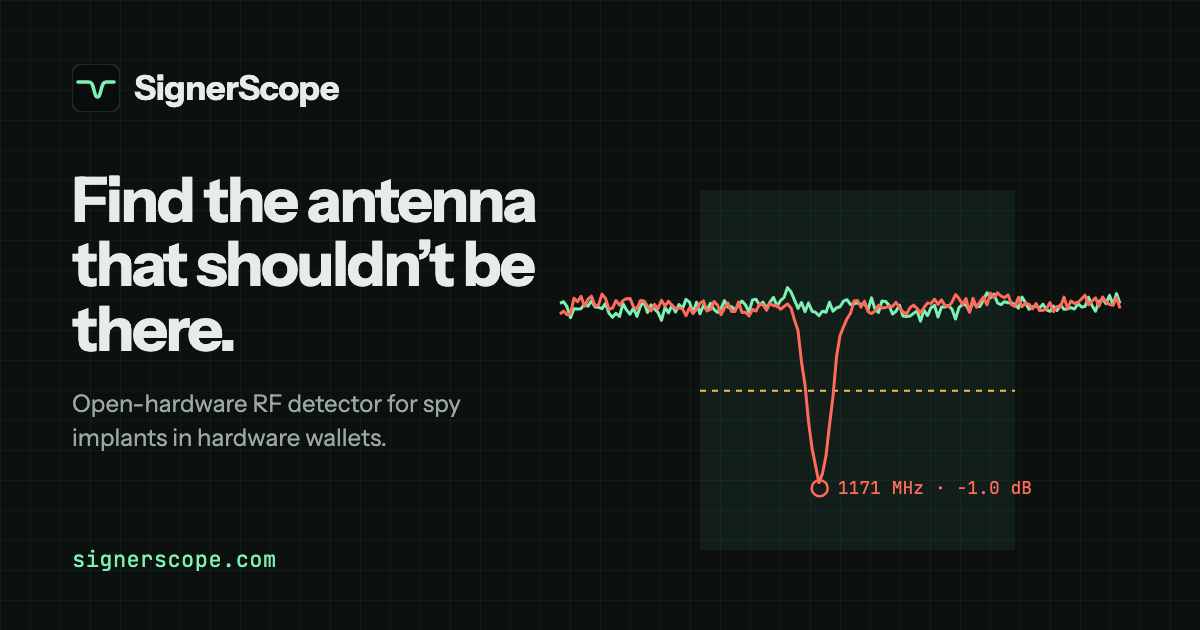 SignerScope
Find the antenna
that shouldn’t be
there.
Open-hardware RF detector for spy
implants in hardware wallets.
1171 MHz · -1.0 dB
signerscope.com